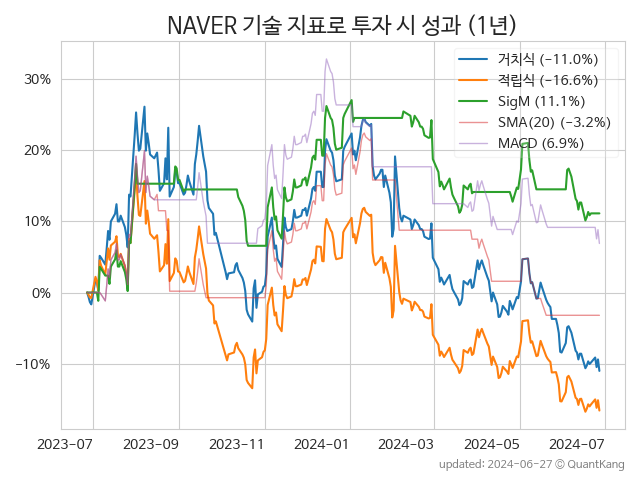 NAVER 기술 지표로 투자 시 성과 (1년)
거치식 (-11.0%)
적립식 (-16.6%)
SigM (11.1%)
SMA(20) (-3.2%)
MACD (6.9%)
30%
20%
10%
0%
-10%
2023-07 2023-09 2023-11 2024-01 2024-03 2024-05 2024-07
updated: 2024-06-27 © QuantKang